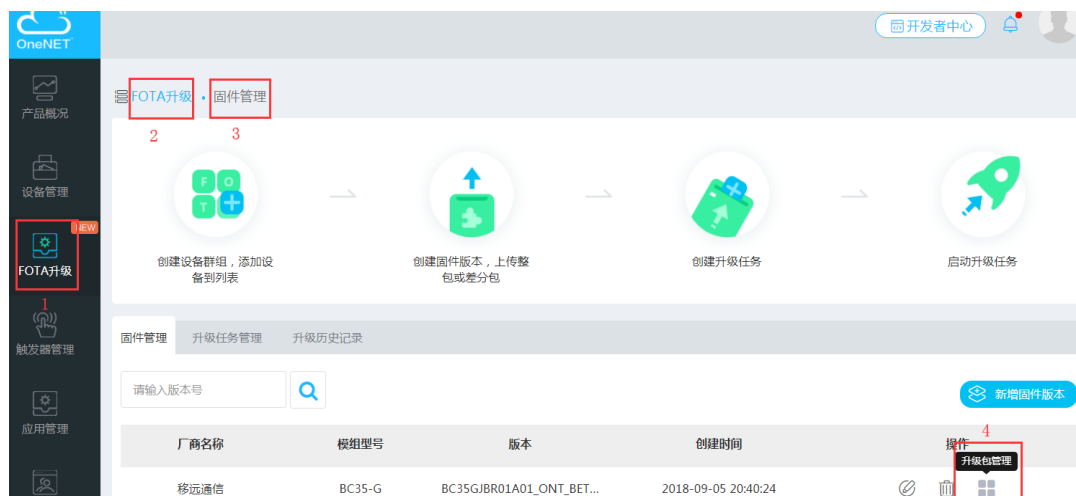 OneNET
开发者中心
产品概况
FOTA升级 • 固件管理
2 3
设备管理
F O
T
NEW
FOTA升级
1
创建设备群组，添加设
备到列表
创建固件版本，上传整
包或差分包
创建升级任务
启动升级任务
触发器管理
固件管理 升级任务管理 升级历史记录
请输入版本号
新增固件版本
应用管理
厂商名称 模组型号 版本 创建时间 操作
4
升级包管理
移远通信 BC35-G BC35GJBR01A01_ONT_BET... 2018-09-05 20:40:24